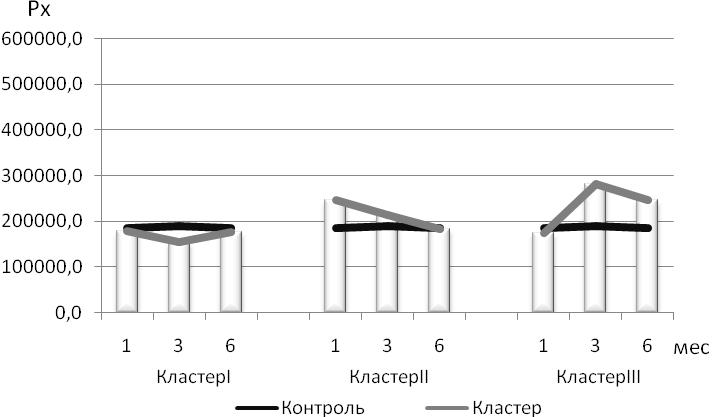 Px
600000,0
500000,0
400000,0
300000,0
200000,0
100000,0
0,0
1 3 6 1 3 6 1 3 6 мес
КластерI КластерII КластерIII
Контроль Кластер